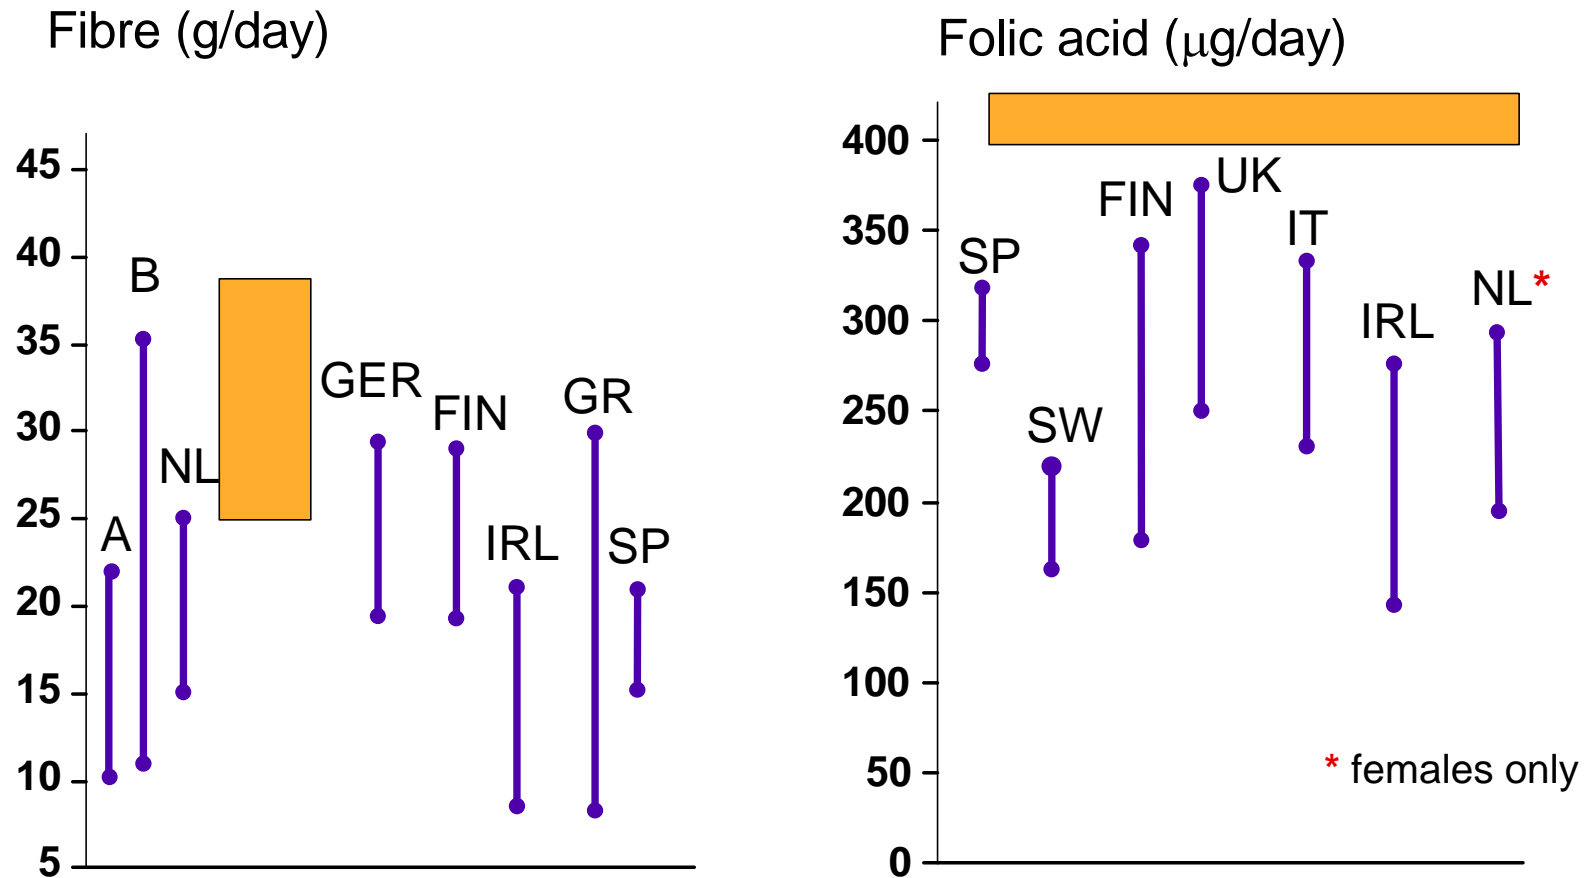 Fibre (g/day)
45
40
35
30
25
20
15
10
5
A
B
NL
GER
FIN
IRL
GR
SP
Folic acid (μg/day)
400
350
300
250
200
150
100
50
0
SP
SW
FIN
UK
IT
IRL
NL*
* females only